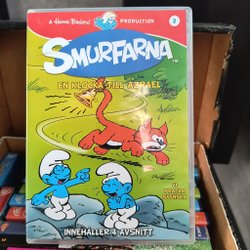 A Hanna Barbera PRODUCTION 2
SMURFARNA
EN KLOCKA TILL AZRAEL
INNEHÅLLER 4 AVSNITT